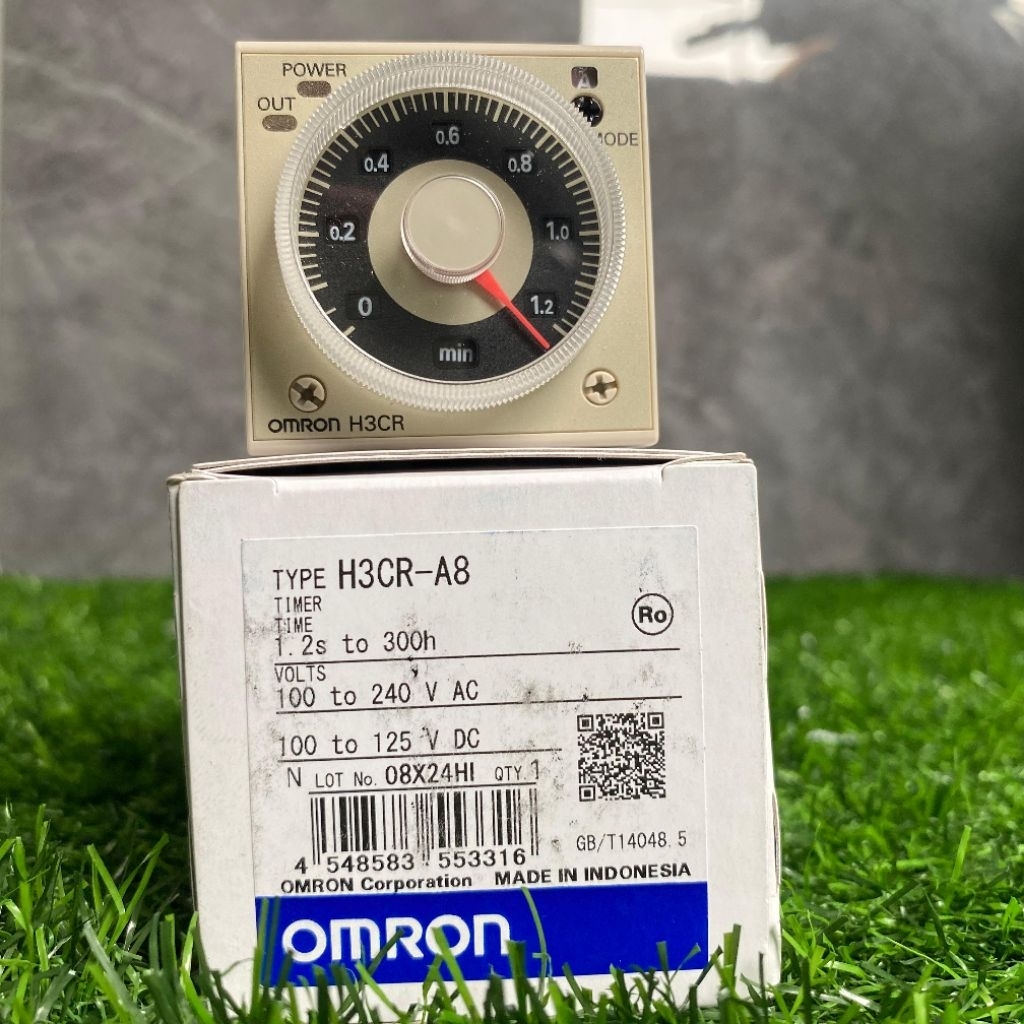 POWER
OUT
A
MODE
0.6
0.4
0.8
0.2
1.0
0
1.2
min
OMRON H3CR
TYPE H3CR-A8
TIMER
TIME
1.2s to 300h
Ro
VOLTS
100 to 240 V AC
100 to 125 V DC
N LOT No. 08X24HI QTY. 1
4 548583 553316
GB/T14048.5
OMRON Corporation MADE IN INDONESIA
OMRON